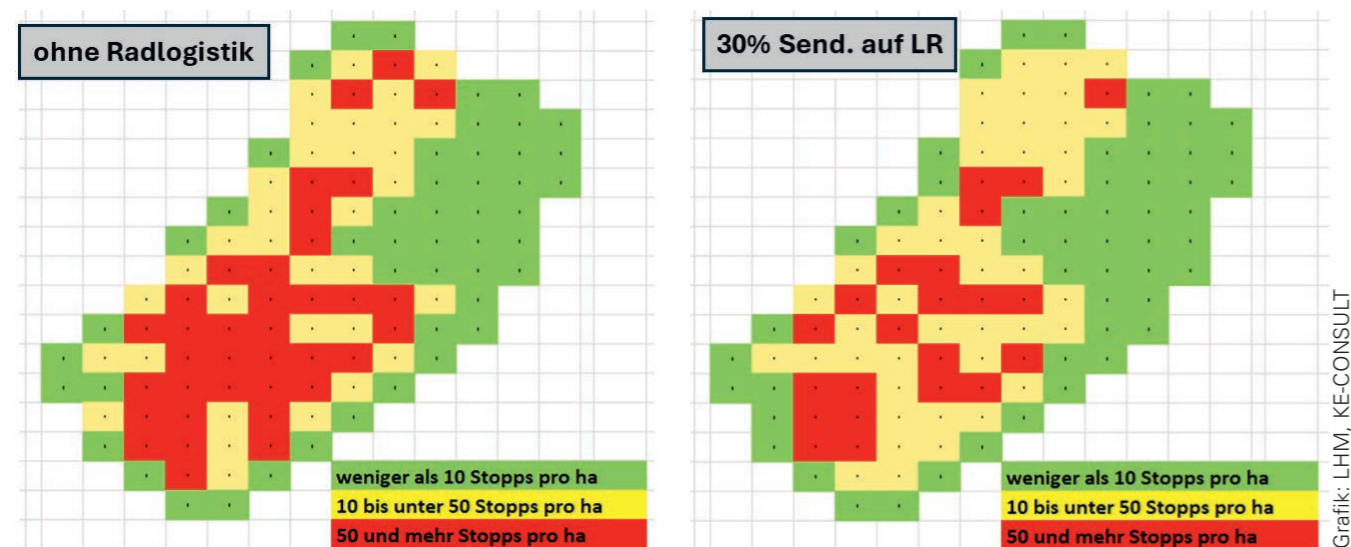 ohne Radlogistik
weniger als 10 Stopps pro ha
10 bis unter 50 Stopps pro ha
50 und mehr Stopps pro ha
30% Send. auf LR
weniger als 10 Stopps pro ha
10 bis unter 50 Stopps pro ha
50 und mehr Stopps pro ha
Grafik: LHM, KE-CONSULT